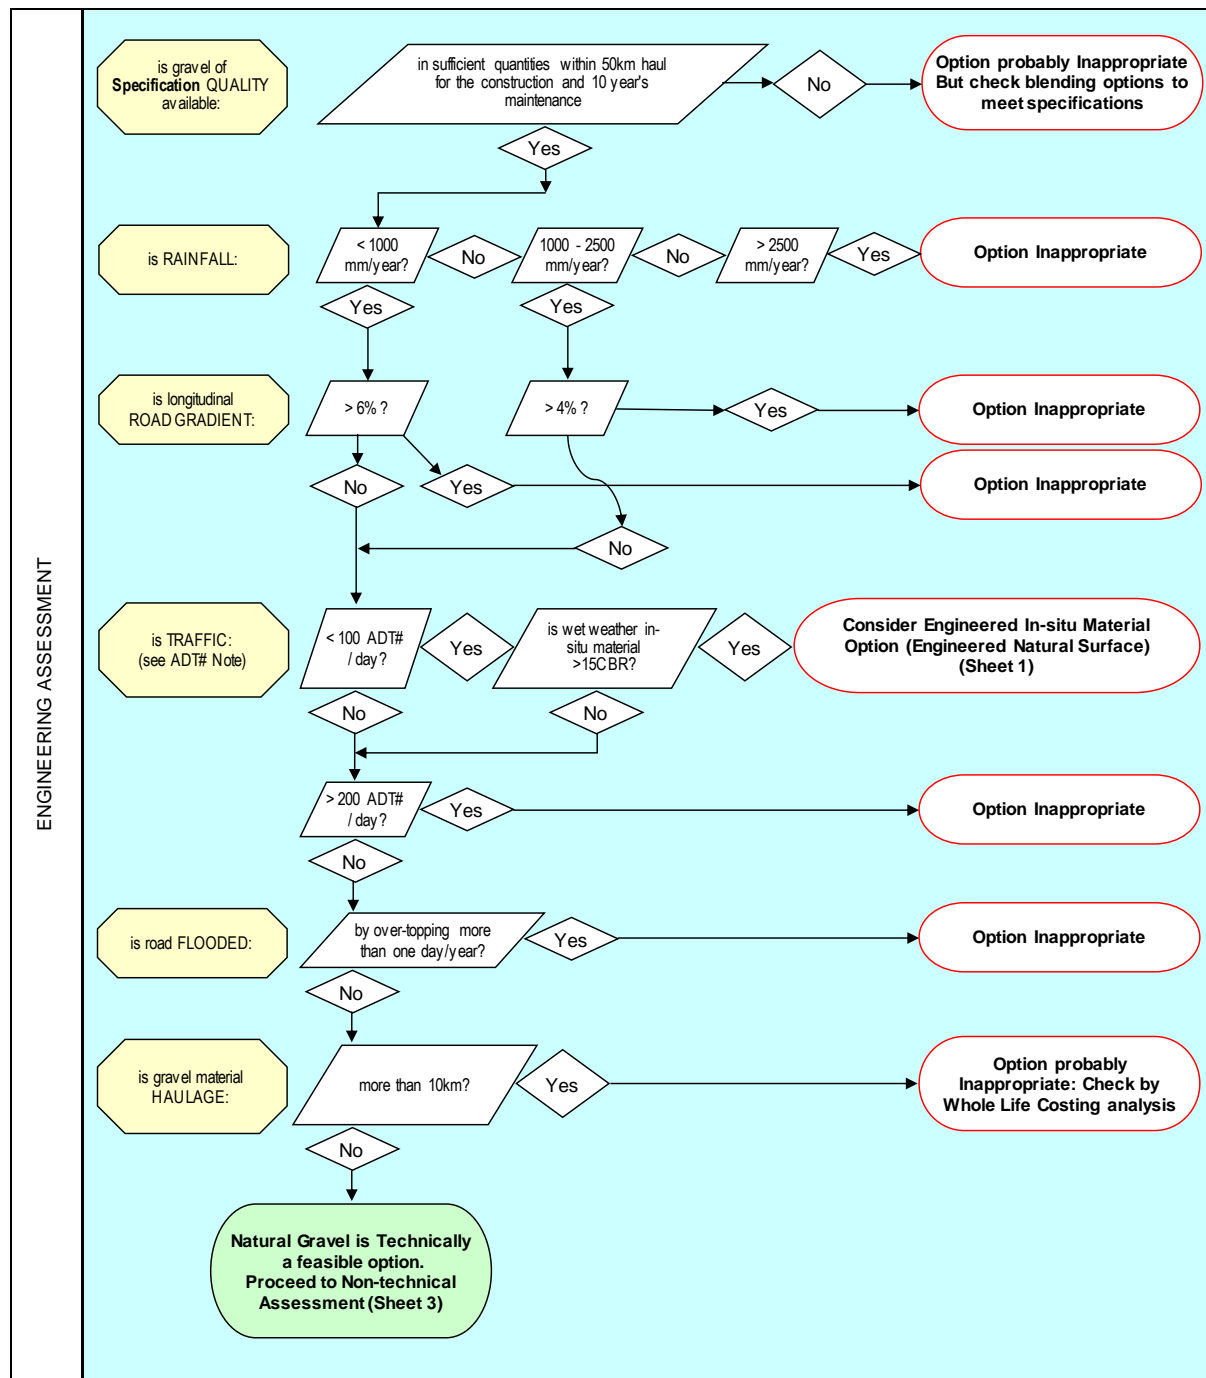 ENGINEERING ASSESSMENT
is gravel of
Specification QUALITY
available:
in sufficient quantities within 50km haul
for the construction and 10 year's
maintenance
No
Option probably Inappropriate
But check blending options to
meet specifications
Yes
is RAINFALL:
< 1000
mm/year?
No
1000 - 2500
mm/year?
No
> 2500
mm/year?
Yes
Option Inappropriate
Yes
Yes
is longitudinal
ROAD GRADIENT:
> 6% ?
> 4% ?
Yes
Option Inappropriate
No
Yes
Option Inappropriate
No
is TRAFFIC:
(see ADT# Note)
< 100 ADT#
/ day?
Yes
is wet weather in-
situ material
>15CBR?
Yes
Consider Engineered In-situ Material
Option (Engineered Natural Surface)
(Sheet 1)
No
No
> 200 ADT#
/ day?
Yes
Option Inappropriate
No
is road FLOODED:
by over-topping more
than one day/year?
Yes
Option Inappropriate
No
is gravel material
HAULAGE:
more than 10km?
Yes
Option probably
Inappropriate: Check by
Whole Life Costing analysis
No
Natural Gravel is Technically
a feasible option.
Proceed to Non-technical
Assessment (Sheet 3)